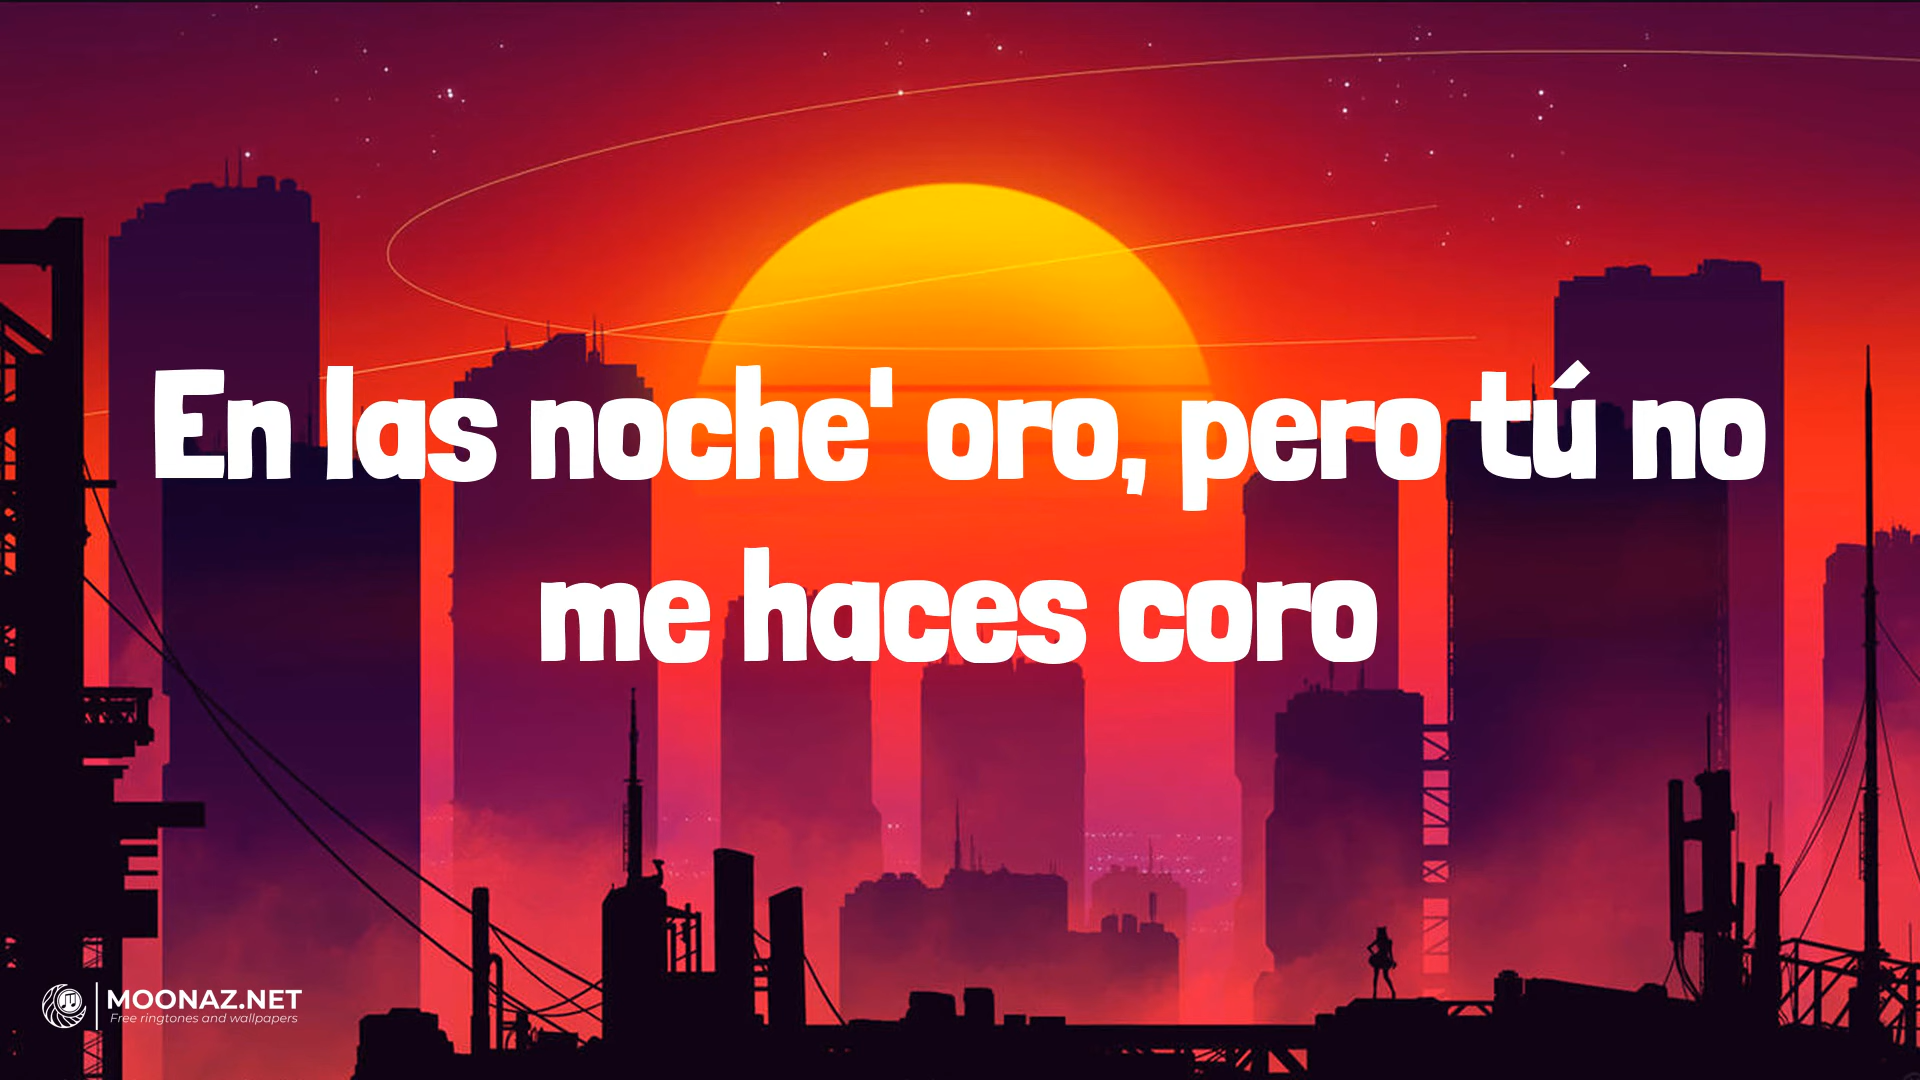 En las noche' oro, pero tú no
me haces coro
MOONAZ.NET
Free ringtones and wallpapers